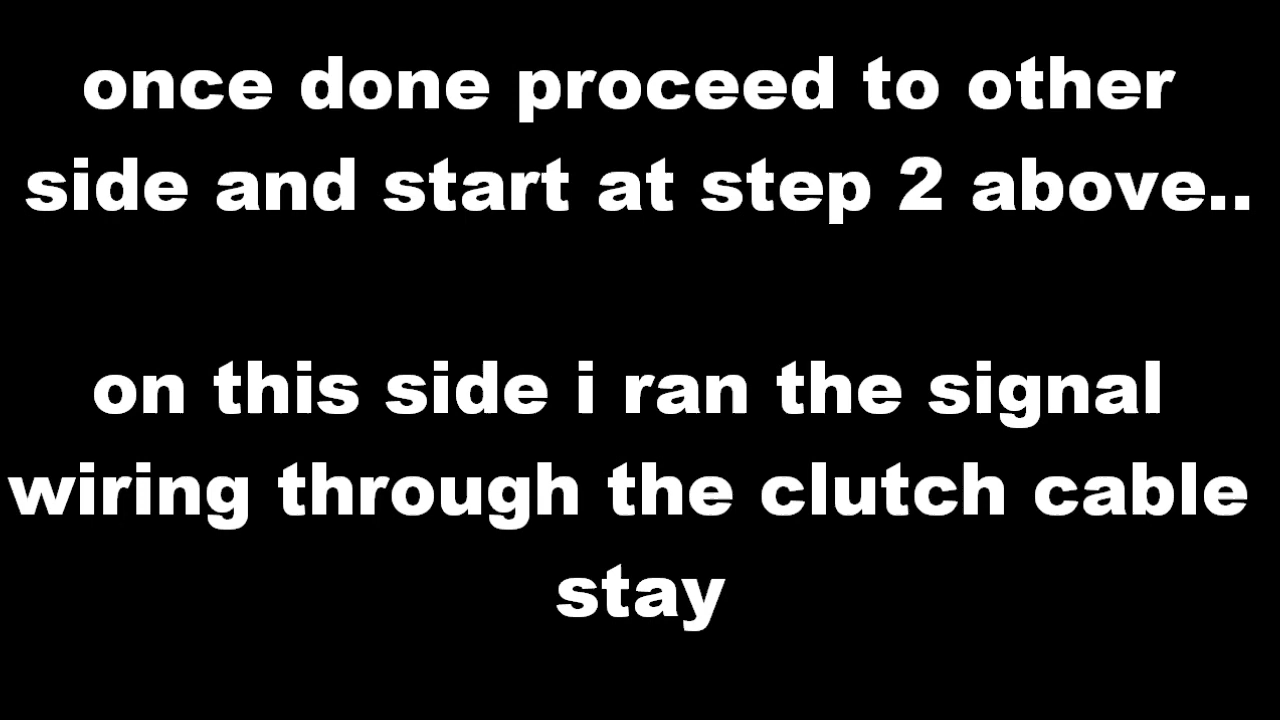 once done proceed to other
side and start at step 2 above..
on this side i ran the signal
wiring through the clutch cable
stay